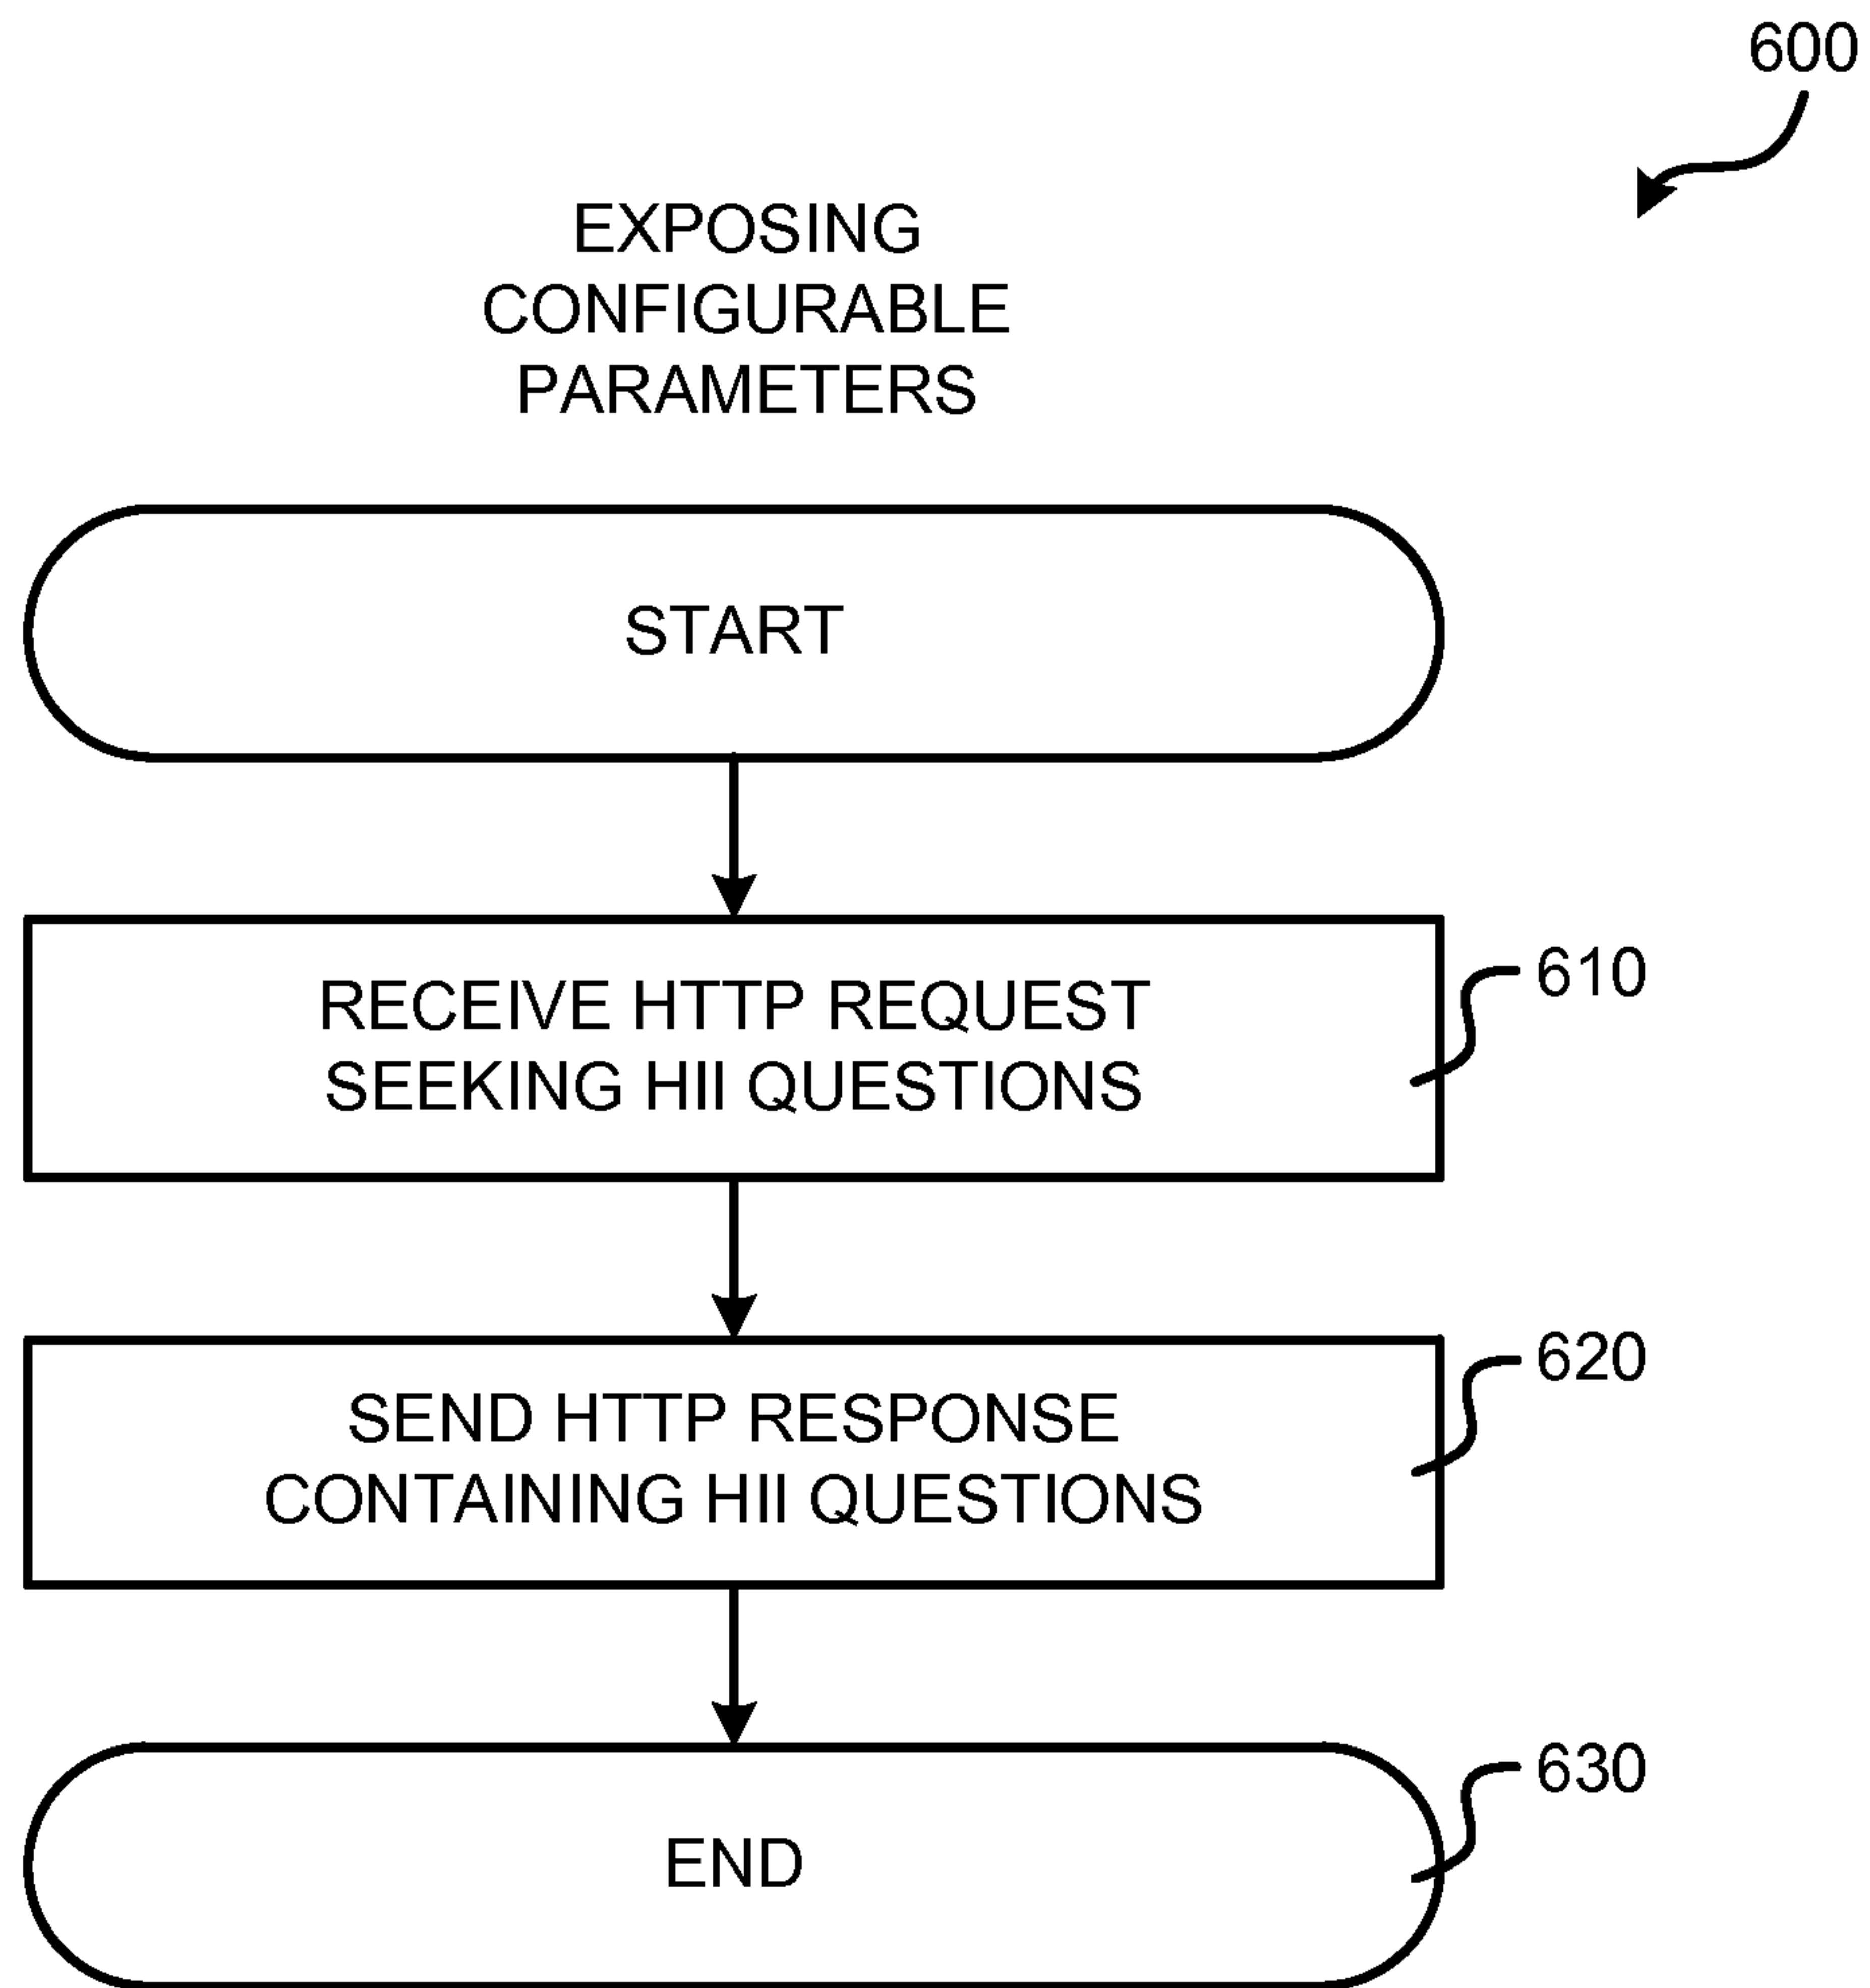 600
EXPOSING
CONFIGURABLE
PARAMETERS
START
RECEIVE HTTP REQUEST
SEEKING HII QUESTIONS
610
SEND HTTP RESPONSE
CONTAINING HII QUESTIONS
620
END
630